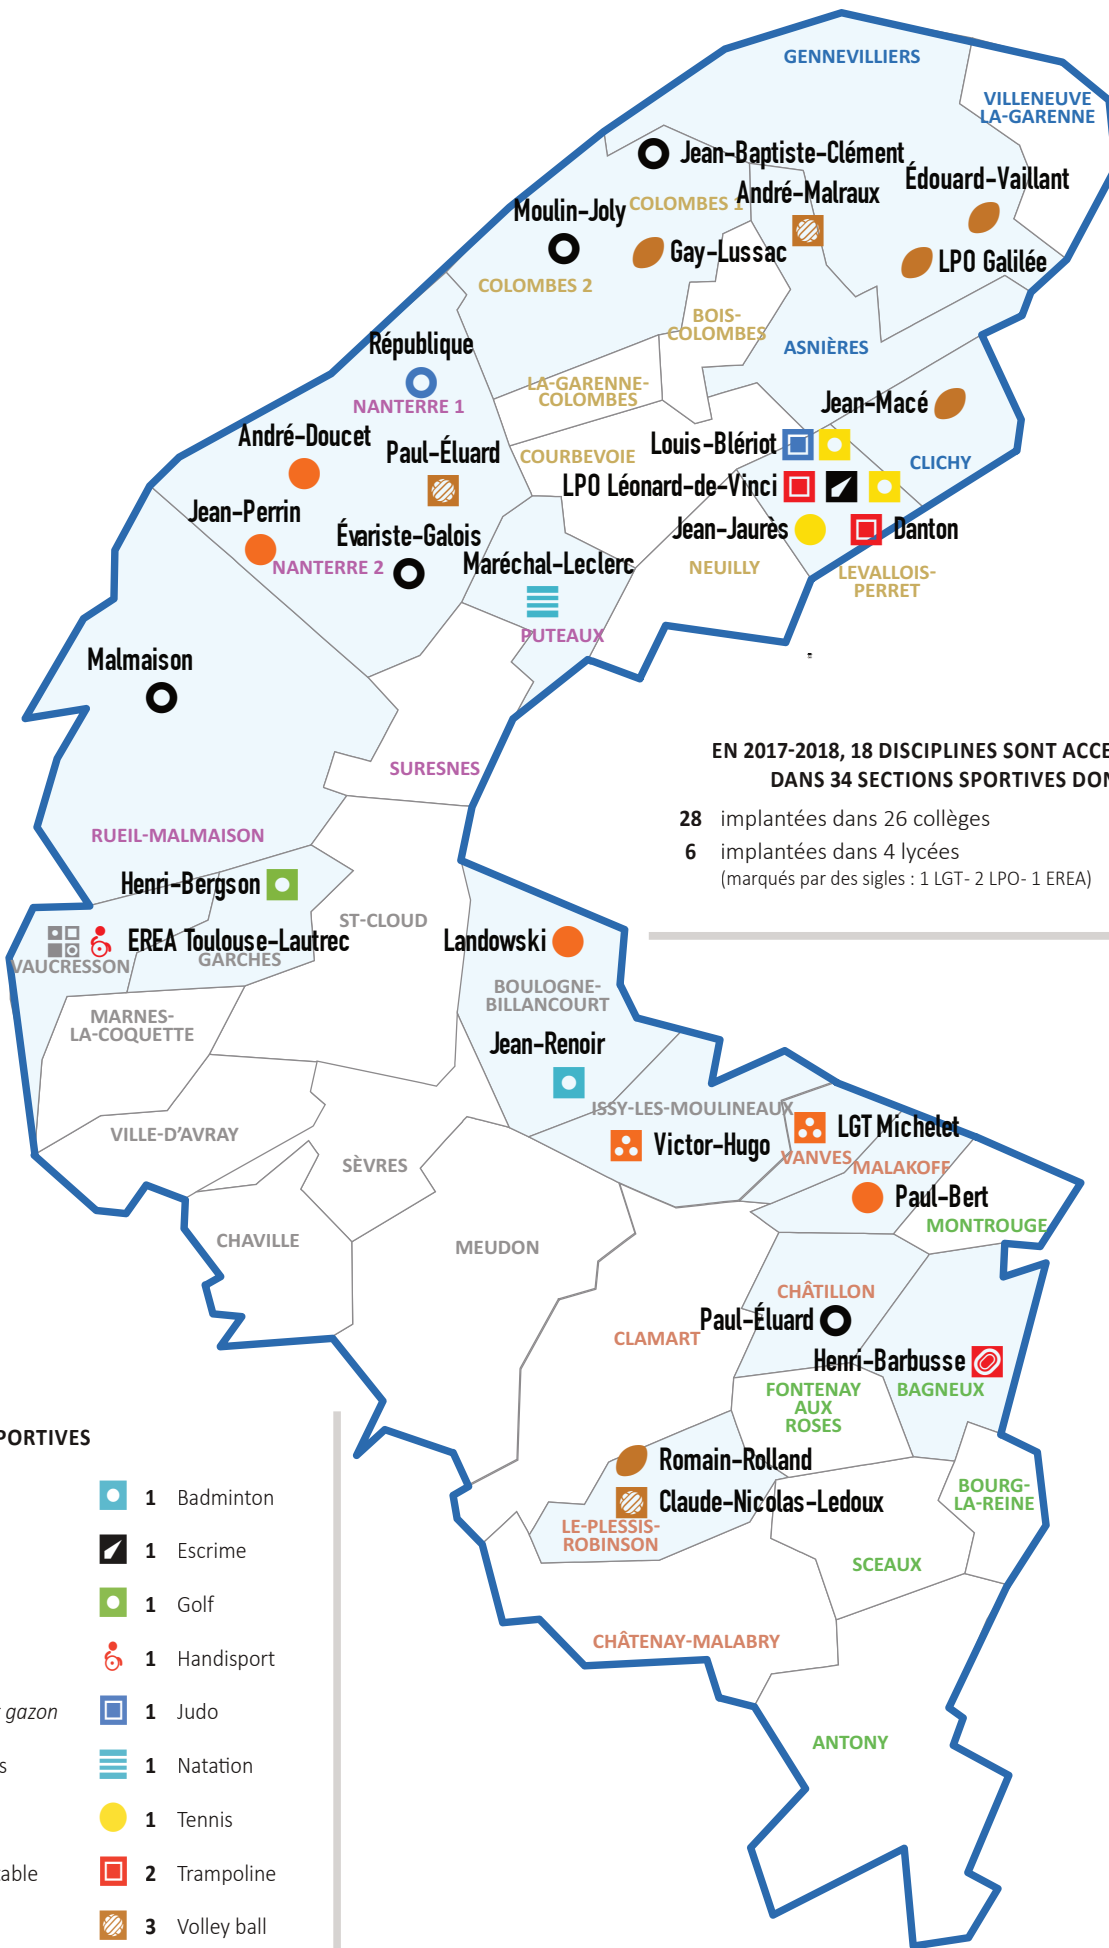 GENNEVILLIERS
VILLENEUVE
LA-GARENNE
Jean-Baptiste-Clément
Édouard-Vaillant
André-Malraux
COLOMBES 1
Moulin-Joly
Gay-Lussac
LPO Galilée
COLOMBES 2
BOIS-
COLOMBES
République
ASNIÈRES
LA-GARENNE-
COLOMBES
NANTERRE 1
Jean-Macé
André-Doucet
Paul-Éluard
COURBEVOIE
Louis-Blériot
CLICHY
LPO Léonard-de-Vinci
Jean-Perrin
Évariste-Galois
Jean-Jaurès
Danton
NANTERRE 2
Maréchal-Leclerc
NEUILLY
LEVALLOIS-
PERRET
PUTEAUX
Malmaison
SURESNES
EN 2017-2018, 18 DISCIPLINES SONT ACCE
DANS 34 SECTIONS SPORTIVES DON
28 implantées dans 26 collèges
6 implantées dans 4 lycées
(marqués par des sigles : 1 LGT- 2 LPO- 1 EREA)
RUEIL-MALMAISON
Henri-Bergson
ST-CLOUD
EREA Toulouse-Lautrec
Landowski
GARCHES
VAUCRESSON
BOULOGNE-
BILLANCOURT
MARNES-
LA-COQUETTE
Jean-Renoir
ISSY-LES-MOULINEAUX
LGT Michelet
VILLE-D'AVRAY
Victor-Hugo
VANVES
MALAKOFF
SÈVRES
Paul-Bert
MONTROUGE
CHAVILLE
MEUDON
CHÂTILLON
Paul-Éluard
CLAMART
Henri-Barbusse
FONTENAY
AUX
ROSES
BAGNEUX
PORTIVES
Romain-Rolland
BOURG-
LA-REINE
Claude-Nicolas-Ledoux
LE-PLESSIS-
ROBINSON
SCEAUX
CHÂTENAY-MALABRY
ANTONY
1 Badminton
1 Escrime
1 Golf
1 Handisport
gazon
1 Judo
s
1 Natation
1 Tennis
able
2 Trampoline
3 Volley ball